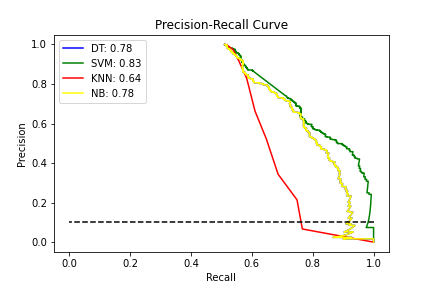 Precision-Recall Curve
DT: 0.78
SVM: 0.83
KNN: 0.64
NB: 0.78
Precision
1.0
0.8
0.6
0.4
0.2
0.0
0.0 0.2 0.4 0.6 0.8 1.0
Recall